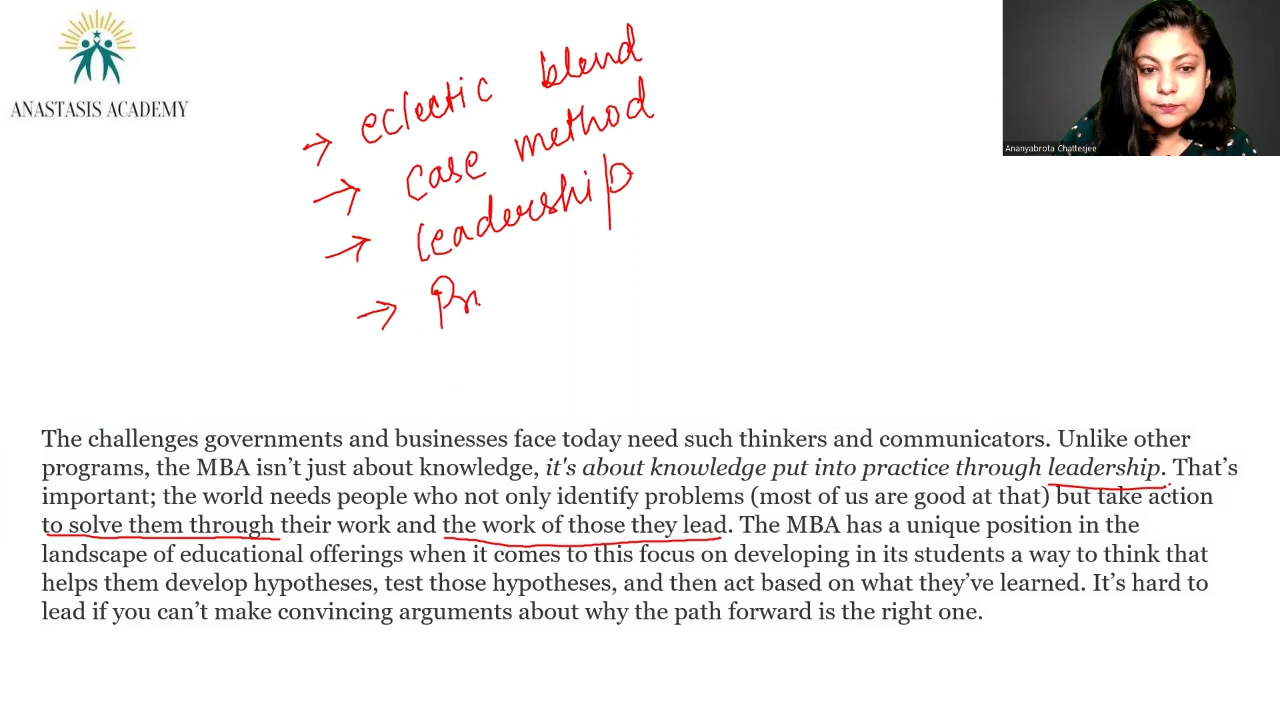 ANASTASIS ACADEMY
Ananyabrota Chatterjee
→ eclectic blend
→ case method
→ leadership
→ Pr
The challenges governments and businesses face today need such thinkers and communicators. Unlike other
programs, the MBA isn’t just about knowledge, it's about knowledge put into practice through leadership. That’s
important; the world needs people who not only identify problems (most of us are good at that) but take action
to solve them through their work and the work of those they lead. The MBA has a unique position in the
landscape of educational offerings when it comes to this focus on developing in its students a way to think that
helps them develop hypotheses, test those hypotheses, and then act based on what they’ve learned. It’s hard to
lead if you can’t make convincing arguments about why the path forward is the right one.